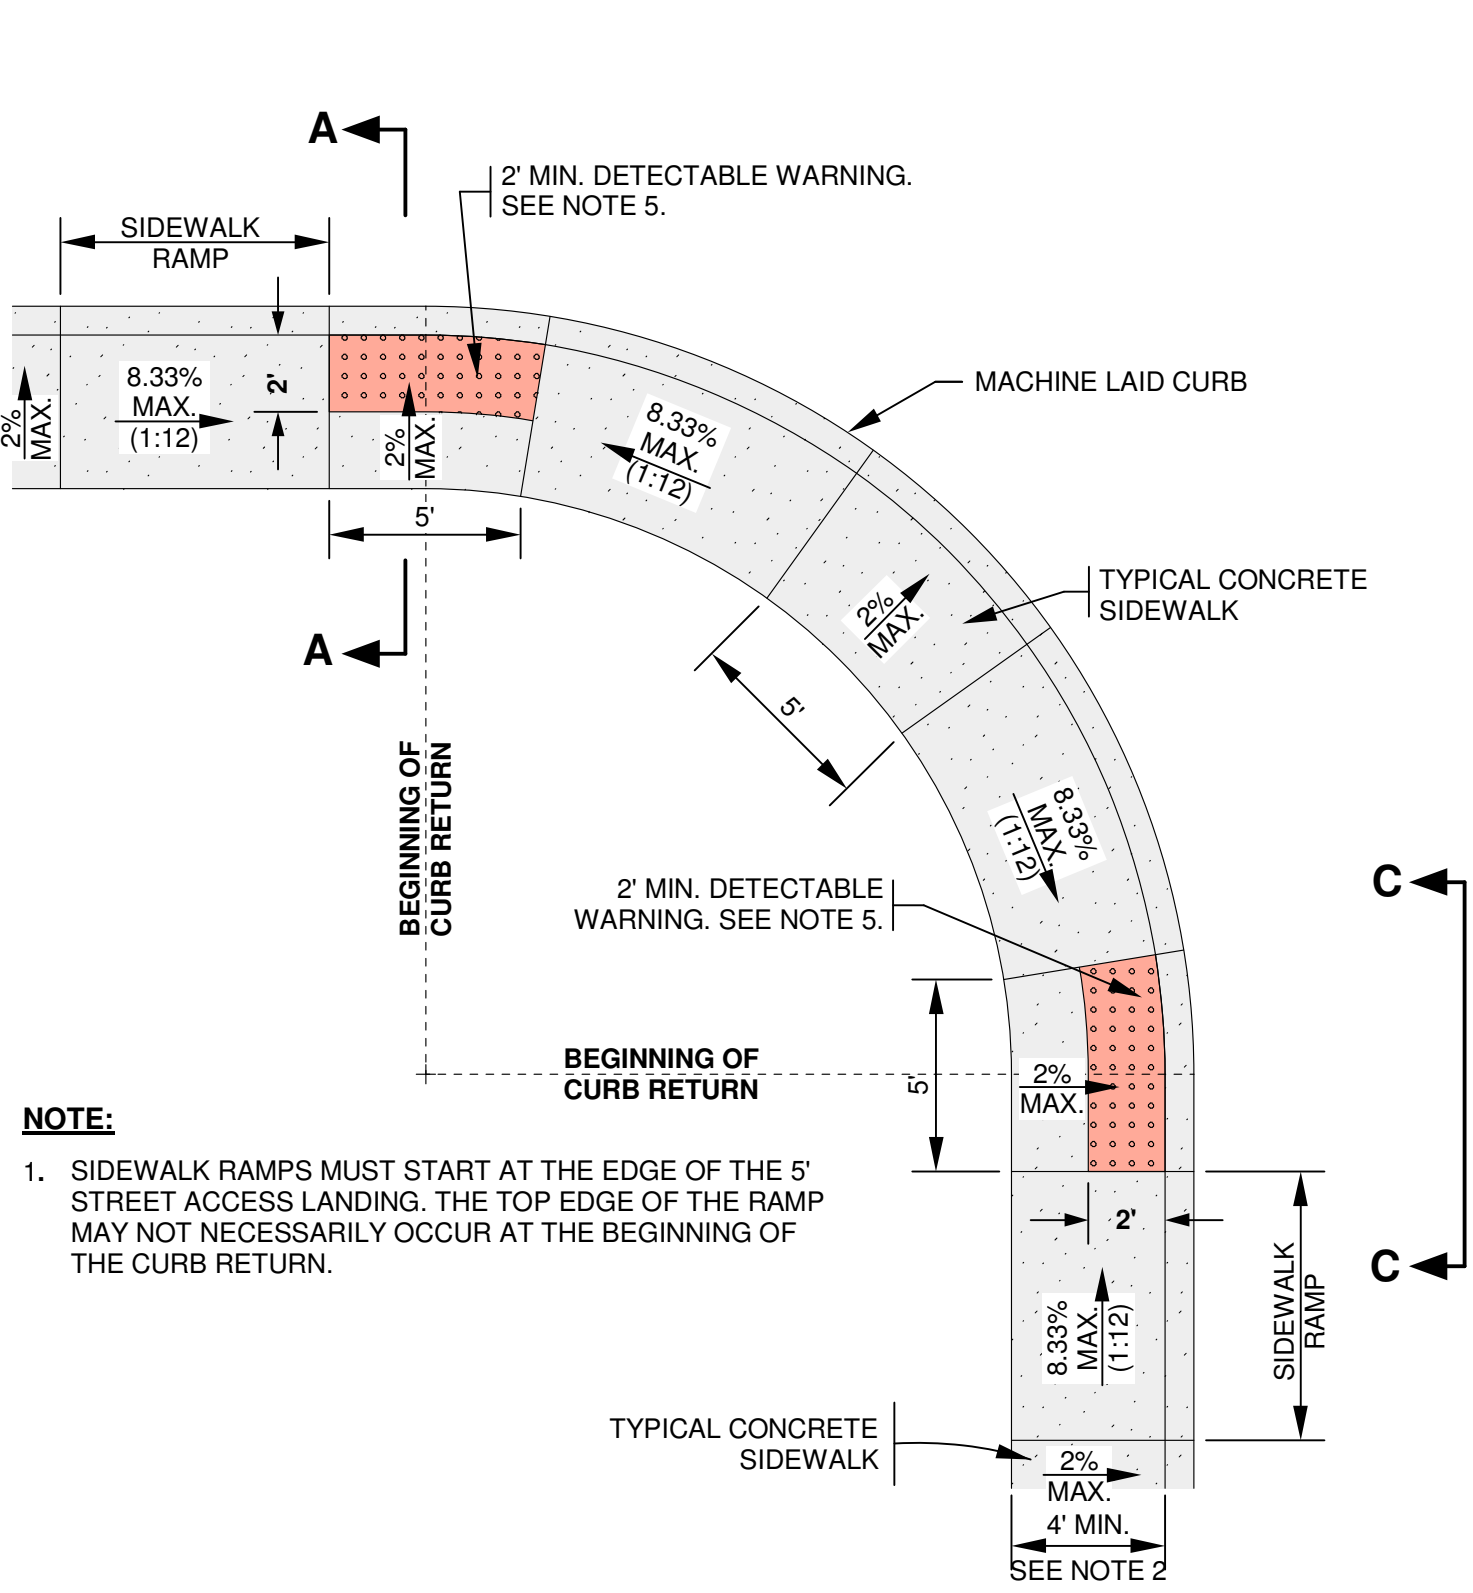 A
2' MIN. DETECTABLE WARNING.
SEE NOTE 5.
SIDEWALK
RAMP
2%
MAX.
8.33%
MAX.
(1:12)
2'
2%
MAX.
5'
8.33%
MAX.
(1:12)
MACHINE LAID CURB
2%
MAX.
TYPICAL CONCRETE
SIDEWALK
A
5'
BEGINNING OF
CURB RETURN
8.33%
MAX.
(1:12)
2' MIN. DETECTABLE
WARNING. SEE NOTE 5.
C
BEGINNING OF
CURB RETURN
5'
2%
MAX.
NOTE:
1. SIDEWALK RAMPS MUST START AT THE EDGE OF THE 5'
STREET ACCESS LANDING. THE TOP EDGE OF THE RAMP
MAY NOT NECESSARILY OCCUR AT THE BEGINNING OF
THE CURB RETURN.
2'
C
8.33%
MAX.
(1:12)
SIDEWALK
RAMP
TYPICAL CONCRETE
SIDEWALK
2%
MAX.
4' MIN.
SEE NOTE 2